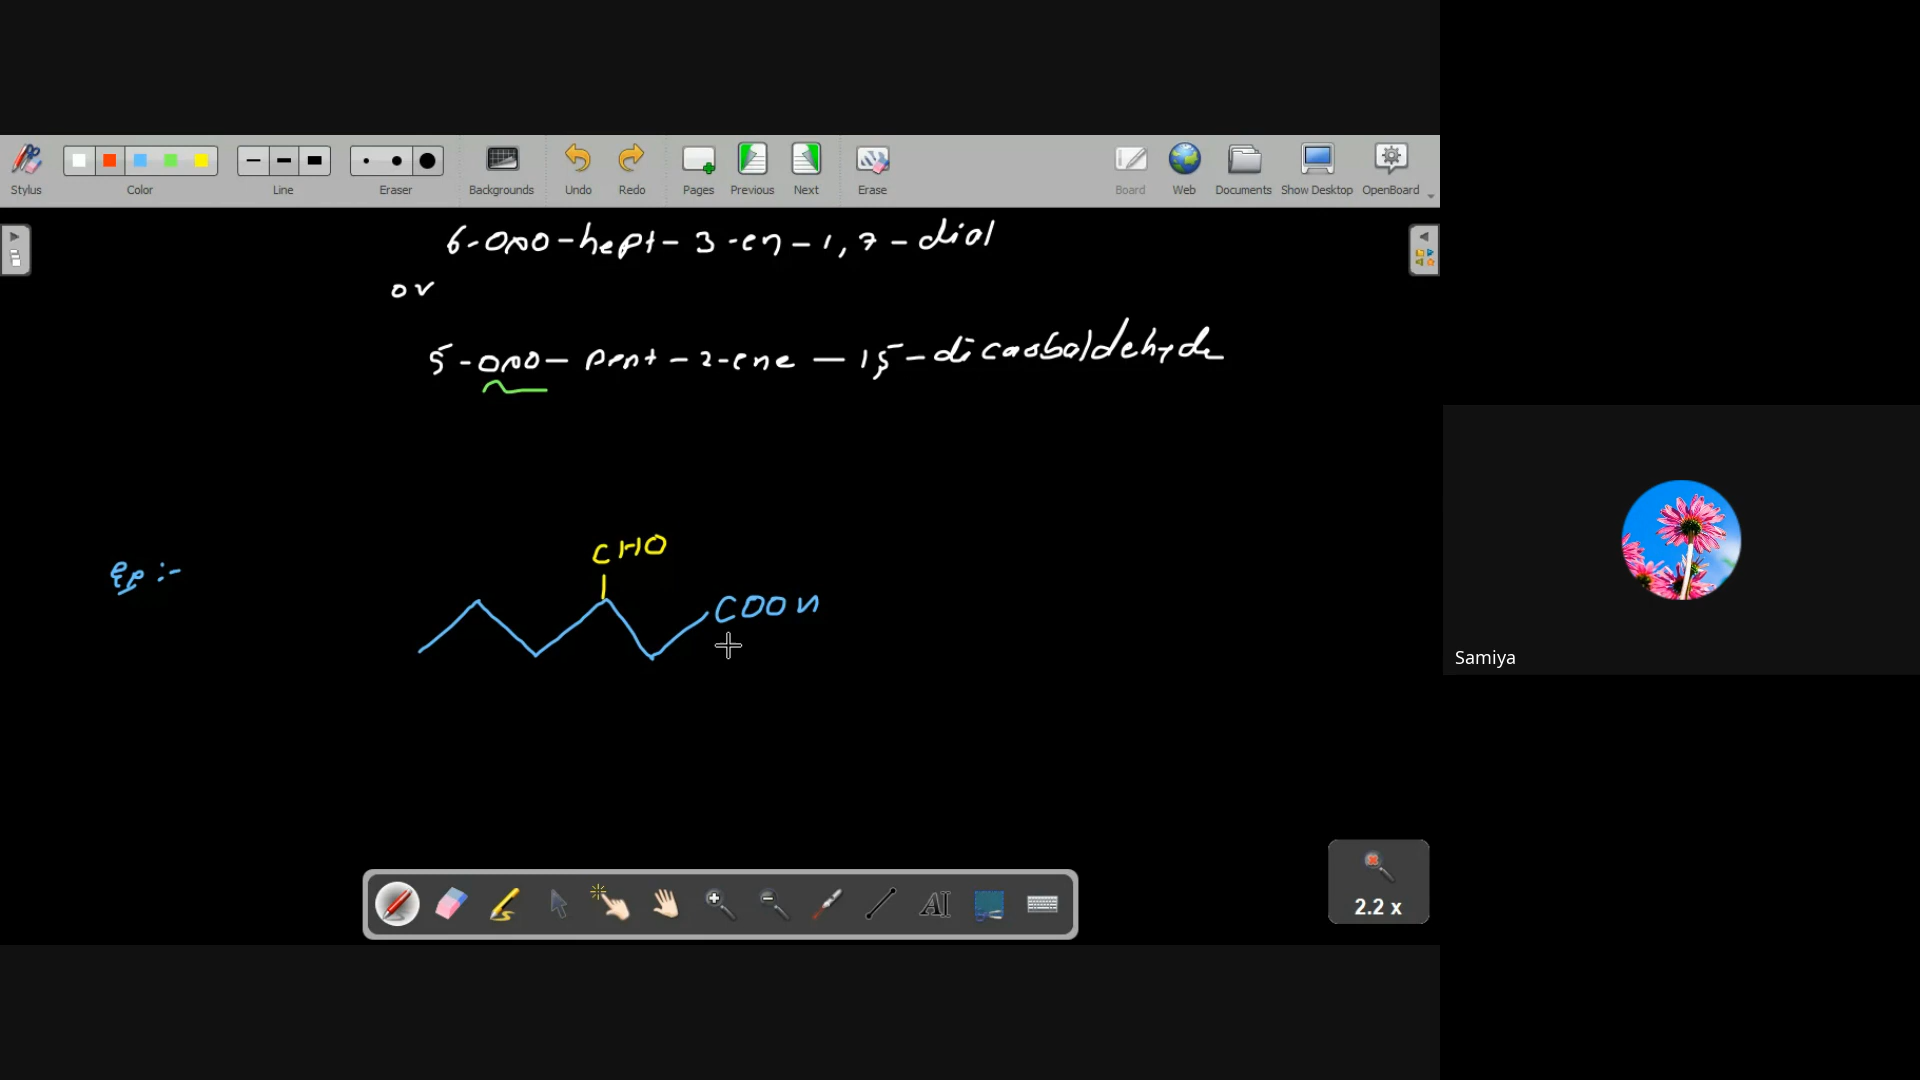 Stylus Color Line Eraser Backgrounds Undo Redo Pages Previous Next Erase Board Web Documents Show Desktop OpenBoard
6-oxo-hept-3-en-1,7-dial
or
5-oxo-pent-2-ene-1,5-dicarbaldehyde
CHO
Eg:-
COOH
Samiya
AI
2.2 x